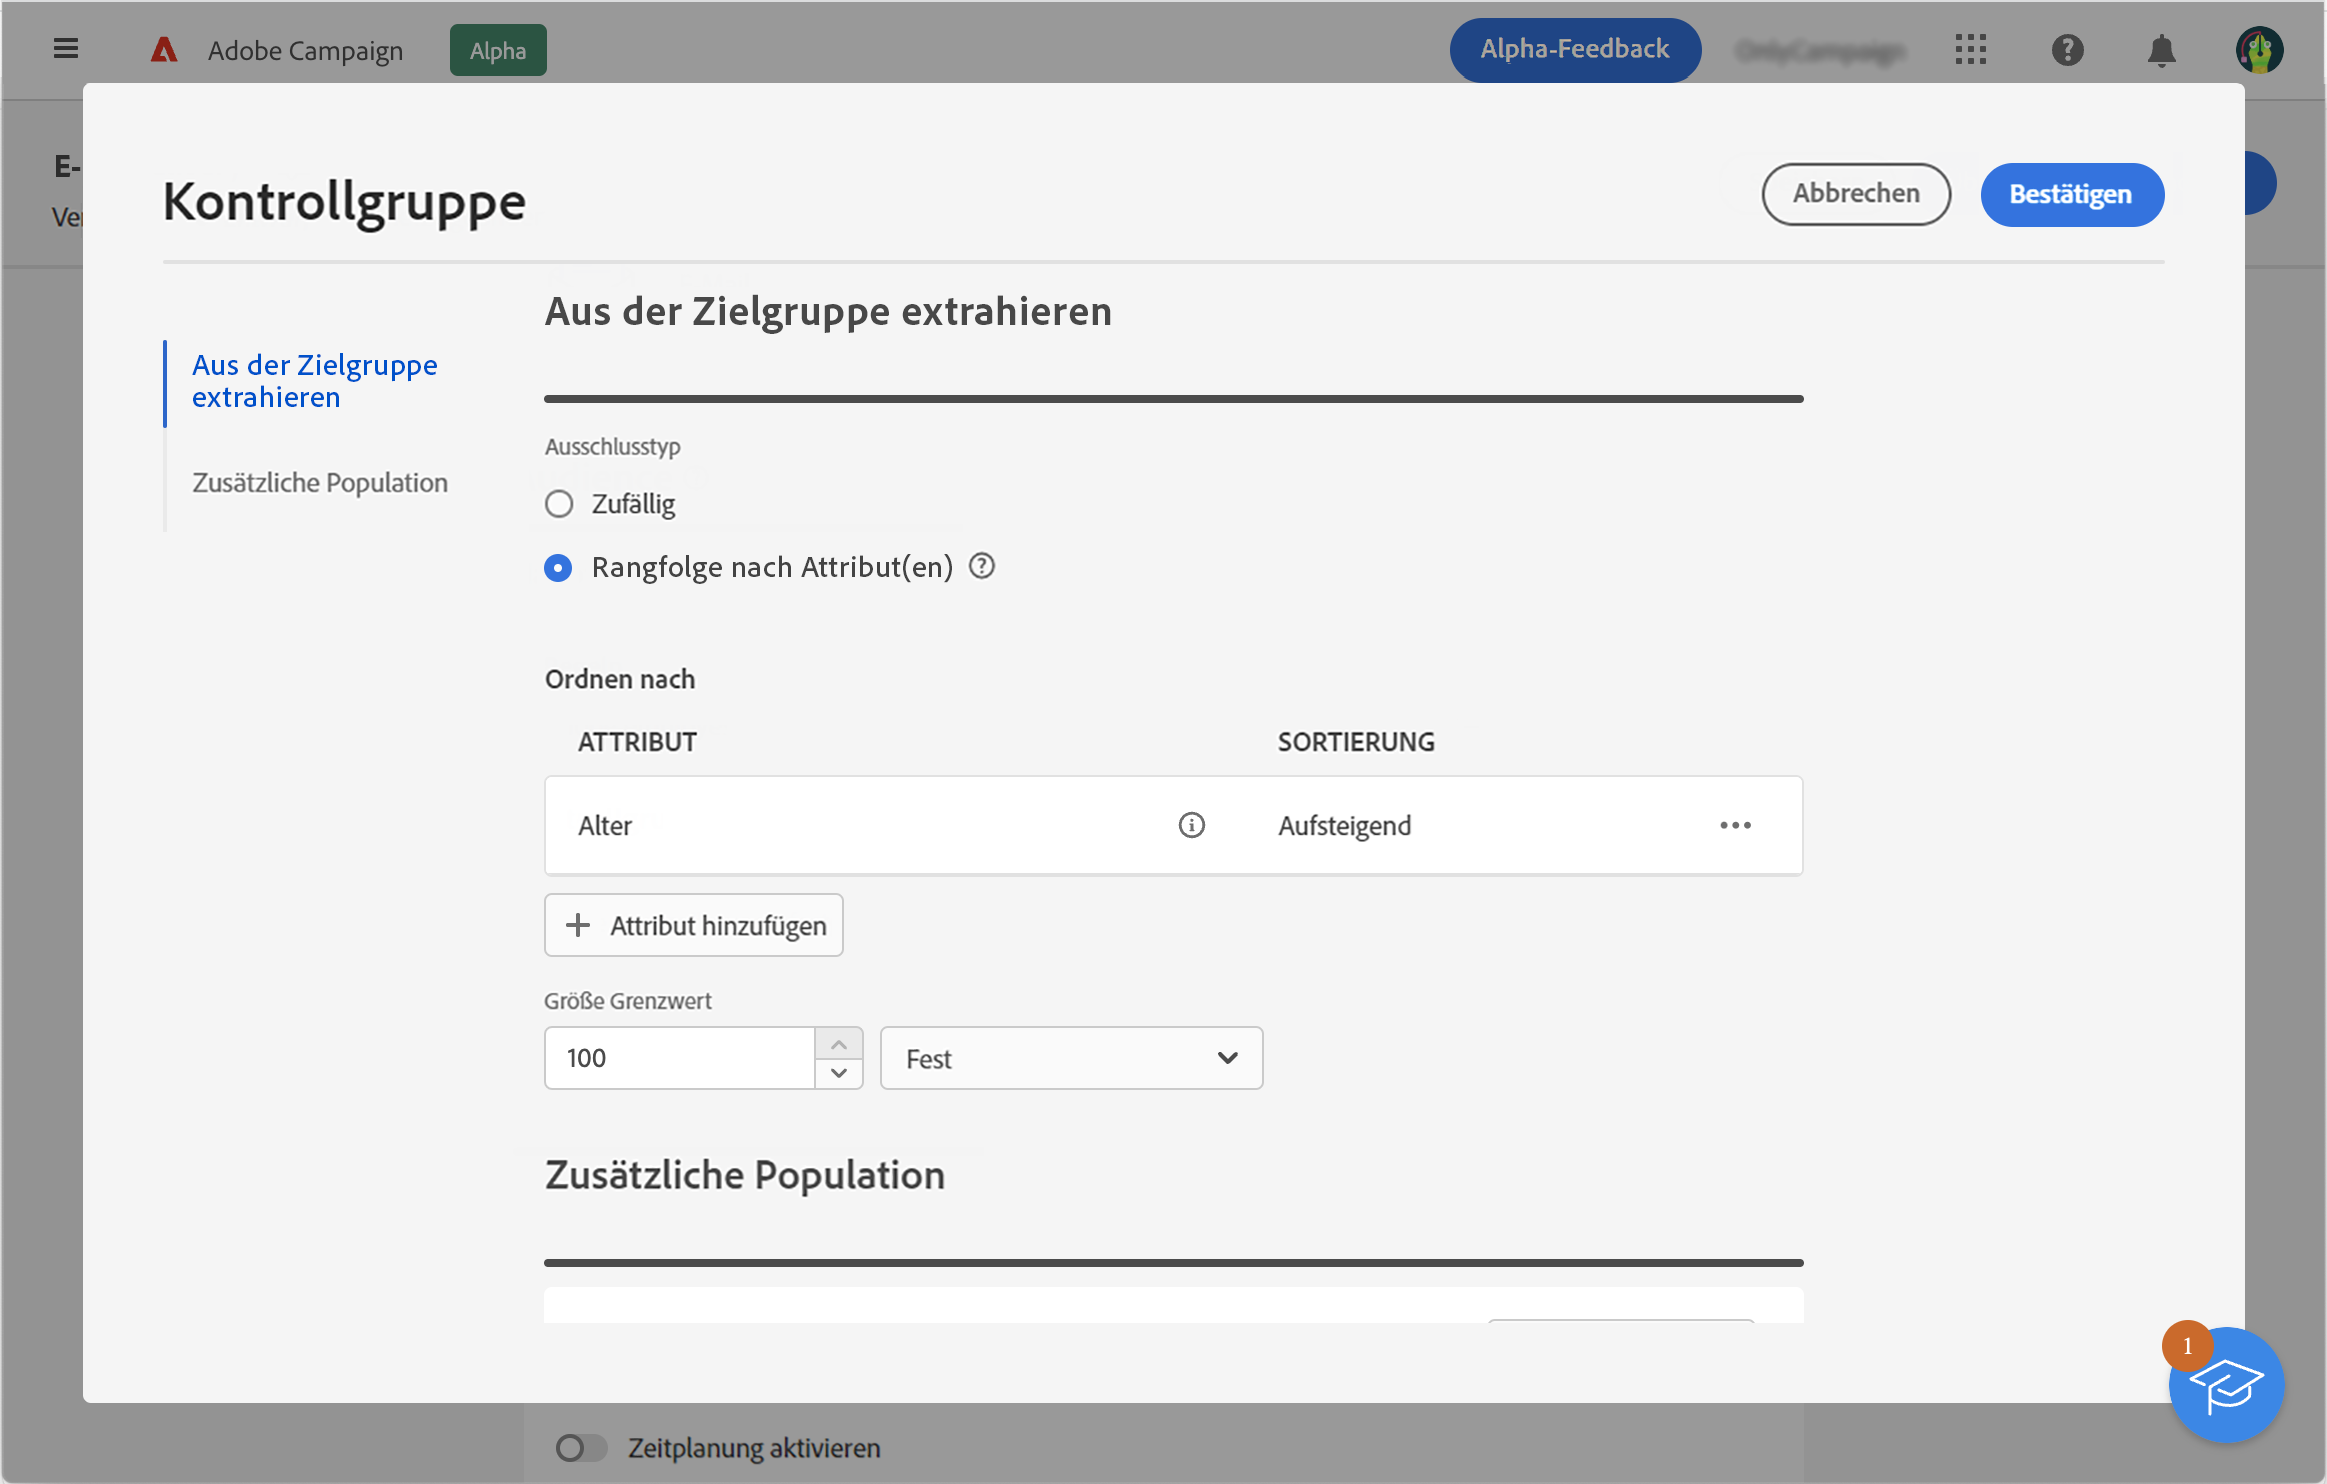 Adobe Campaign
Alpha
Alpha-Feedback
E-
Kontrollgruppe
Abbrechen
Bestätigen
Aus der Zielgruppe extrahieren
Aus der Zielgruppe
extrahieren
Zusätzliche Population
Ausschlusstyp
Zufällig
Rangfolge nach Attribut(en)
Ordnen nach
ATTRIBUT
SORTIERUNG
Alter
Aufsteigend
Attribut hinzufügen
Größe Grenzwert
100
Fest
Zusätzliche Population
1
Zeitplanung aktivieren